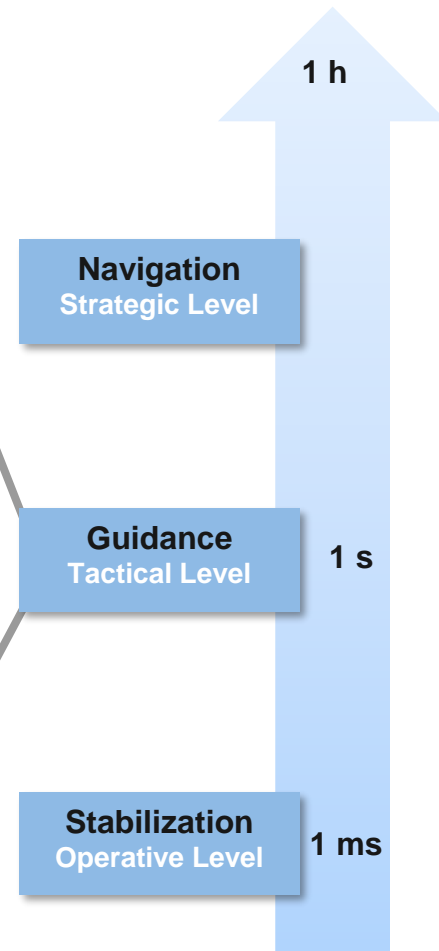 1 h
Navigation
Strategic Level
Guidance
Tactical Level
1 s
Stabilization
Operative Level
1 ms